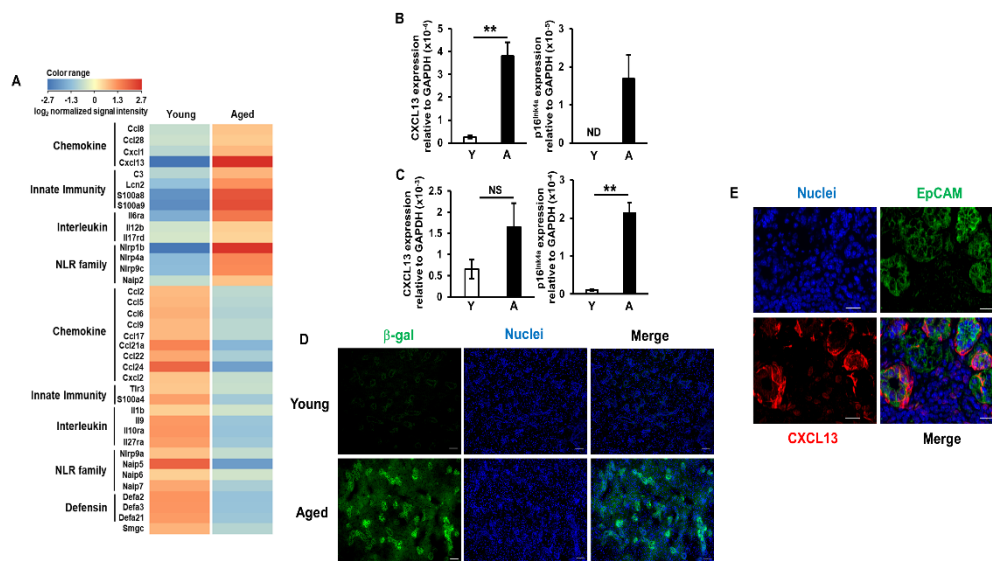 A
Color range
-2.7 -1.3 0 1.3 2.7
log2 normalized signal intensity
Young Aged
Chemokine
Ccl8
Ccl28
Cxcl1
Cxcl13
Innate Immunity
C3
Lcn2
S100a8
S100a9
Interleukin
Il6ra
Il12b
Il17rd
NLR family
Nlrp1b
Nlrp4a
Nlrp9c
Naip2
Chemokine
Ccl2
Ccl5
Ccl6
Ccl9
Ccl17
Ccl21a
Ccl22
Ccl24
Cxcl2
Innate Immunity
Tlr3
S100a4
Interleukin
Il1b
Il9
Il10ra
Il27ra
NLR family
Nlrp9a
Naip5
Naip6
Naip7
Defensin
Defa2
Defa3
Defa21
Smgc
B
CXCL13 expression
relative to GAPDH (x10-4)
5
4
3
2
1
0
**
Y A
p16Ink4a expression
relative to GAPDH (x10-5)
4
3
2
1
0
ND
Y A
C
CXCL13 expression
relative to GAPDH (x10-3)
2.5
2
1.5
1
0.5
0
NS
Y A
p16Ink4a expression
relative to GAPDH (x10-4)
3
2
1
0
**
Y A
D
β-gal Nuclei Merge
Young
Aged
E
Nuclei EpCAM
CXCL13 Merge